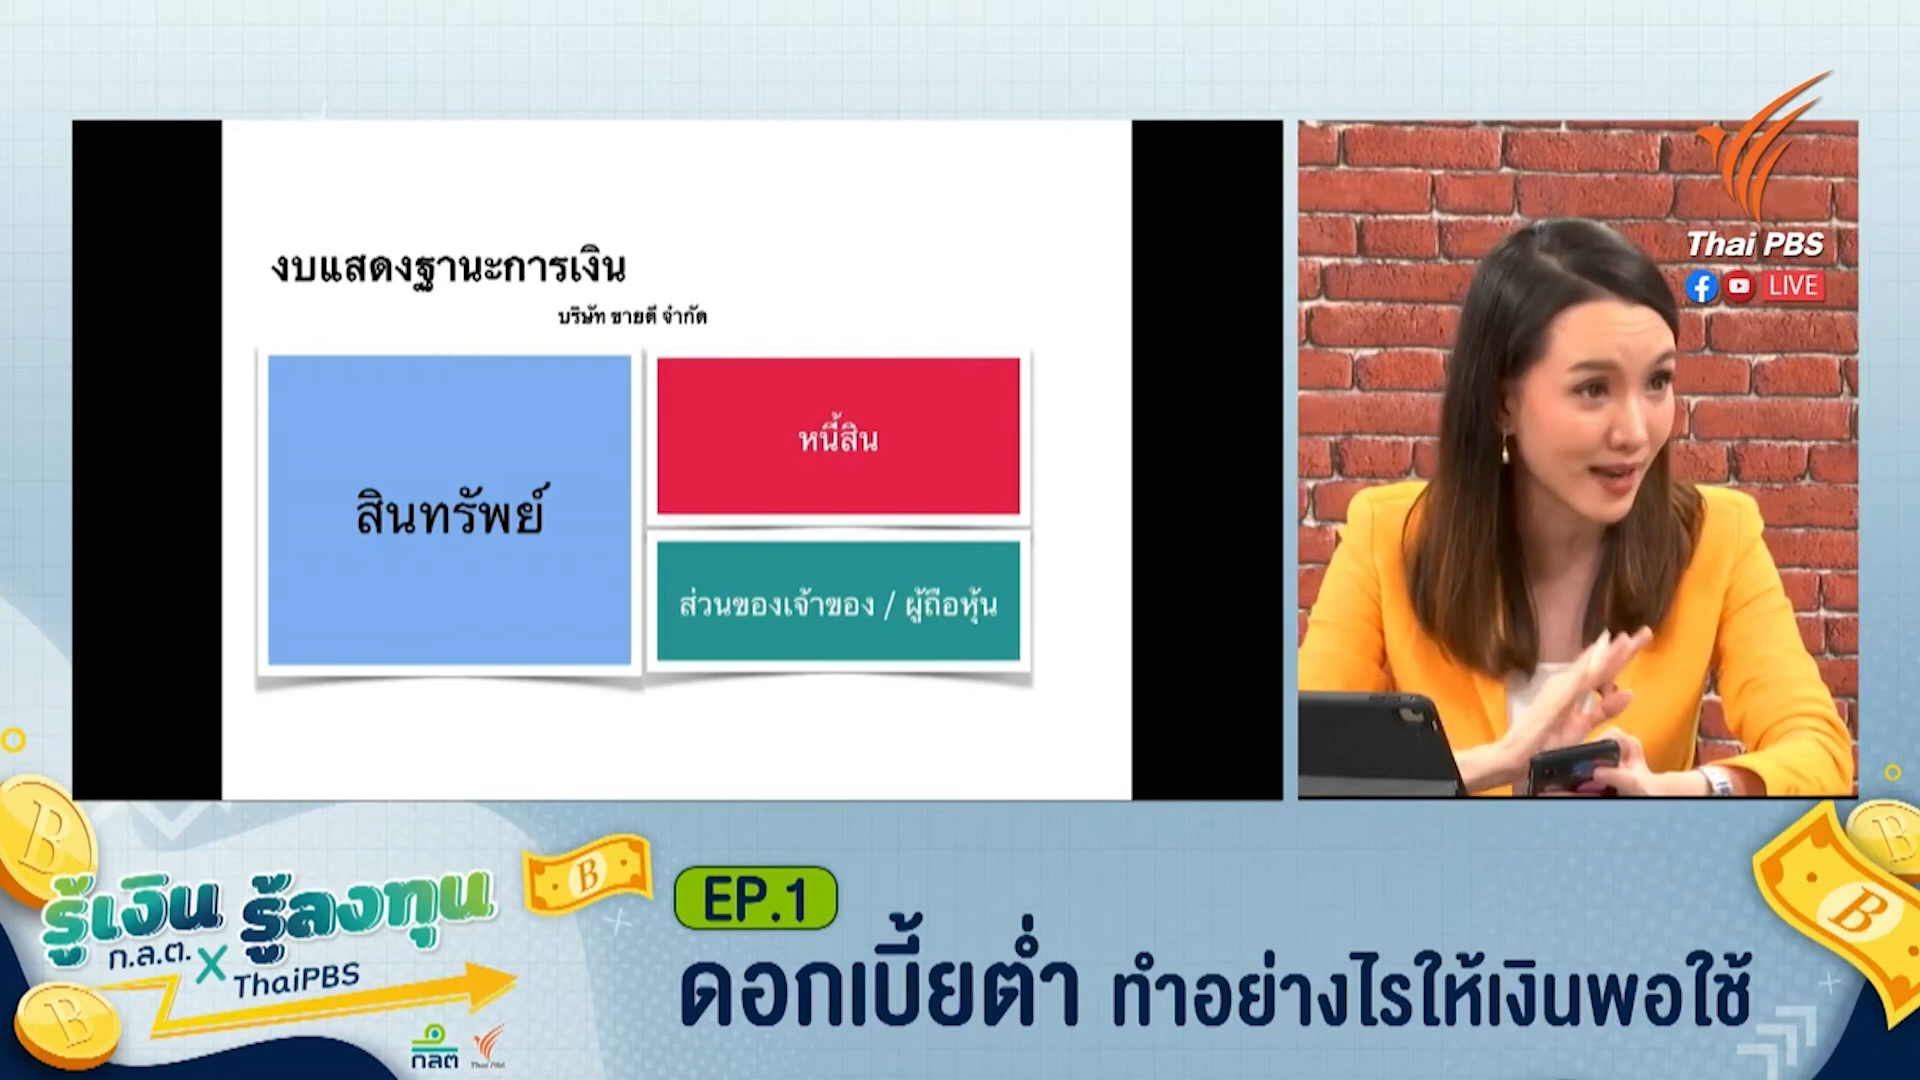 งบแสดงฐานะการเงิน
บริษัท ขายดี จำกัด
สินทรัพย์
หนี้สิน
ส่วนของเจ้าของ / ผู้ถือหุ้น
Thai PBS
LIVE
รู้เงิน รู้ลงทุน
ก.ล.ต. X ThaiPBS
กลต Thai PBS
EP.1
ดอกเบี้ยต่ำ ทำอย่างไรให้เงินพอใช้